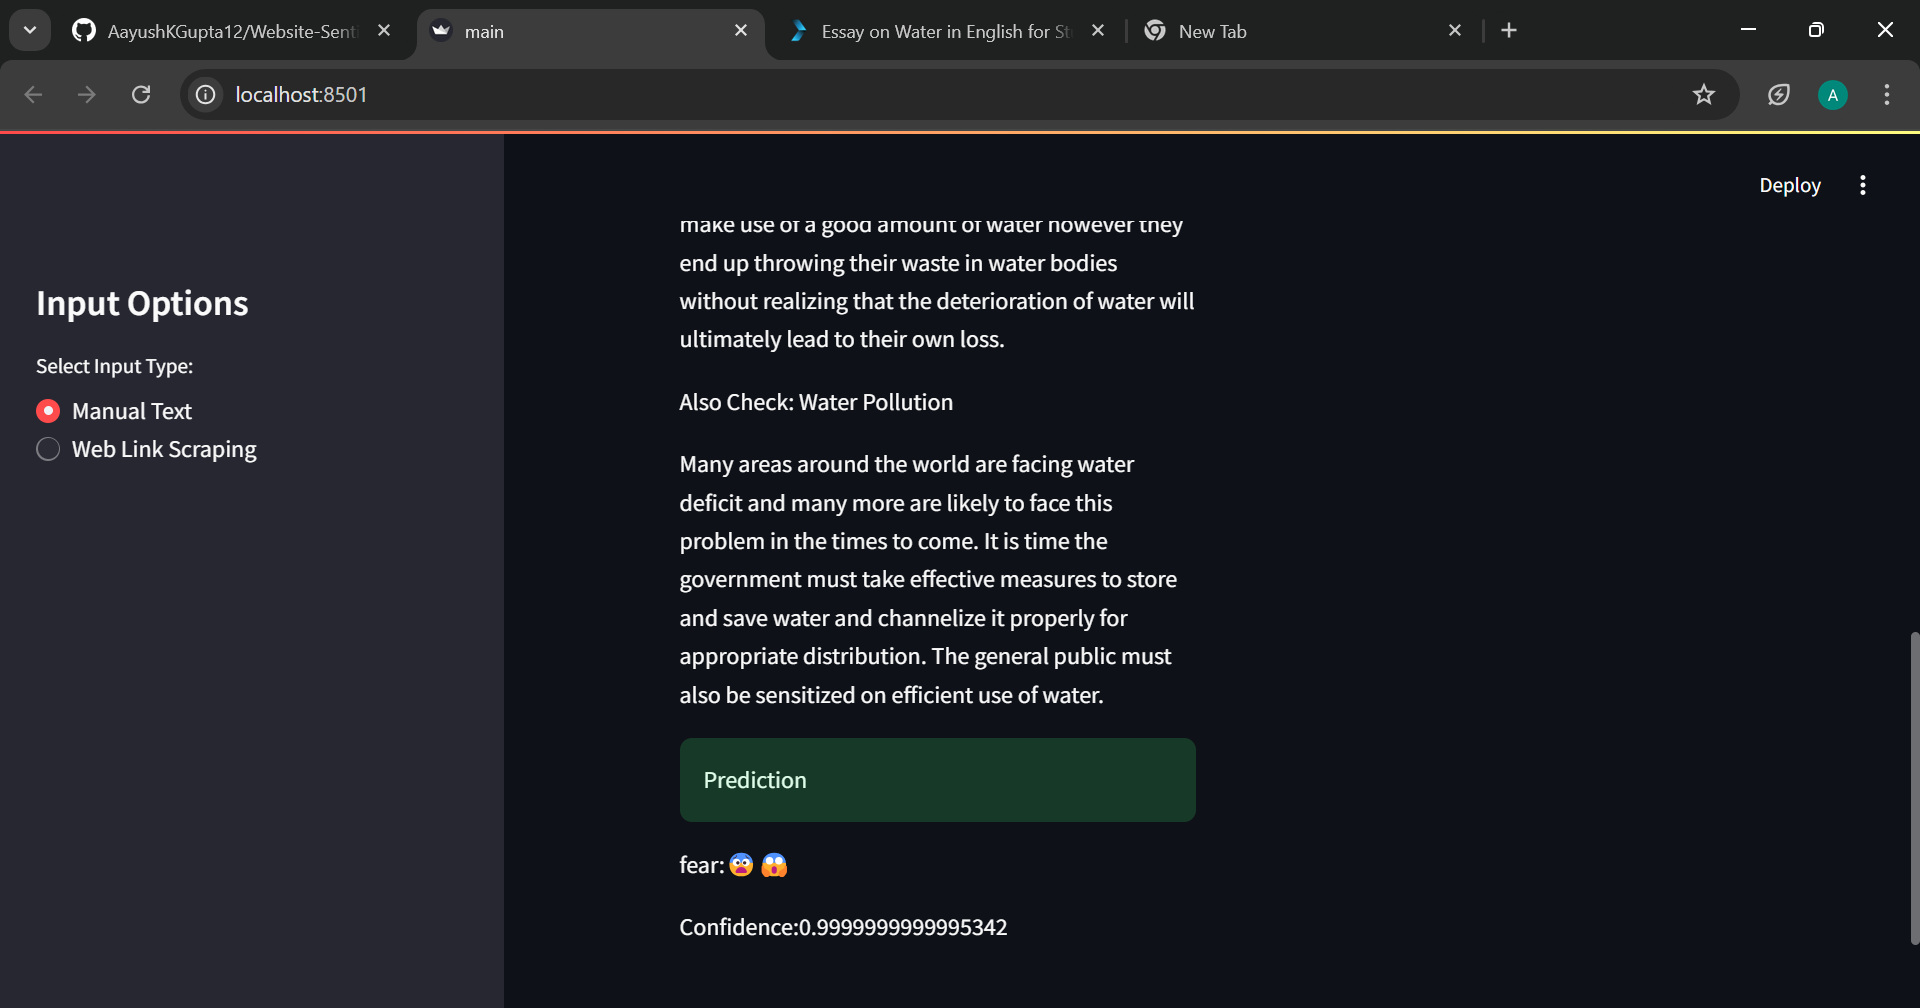 AayushKGupta12/Website-Senti
main
Essay on Water in English for St
New Tab
localhost:8501
A
Deploy
Input Options
Select Input Type:
Manual Text
Web Link Scraping
make use of a good amount of water however they
end up throwing their waste in water bodies
without realizing that the deterioration of water will
ultimately lead to their own loss.
Also Check: Water Pollution
Many areas around the world are facing water
deficit and many more are likely to face this
problem in the times to come. It is time the
government must take effective measures to store
and save water and channelize it properly for
appropriate distribution. The general public must
also be sensitized on efficient use of water.
Prediction
fear:😨 😱
Confidence:0.9999999999995342